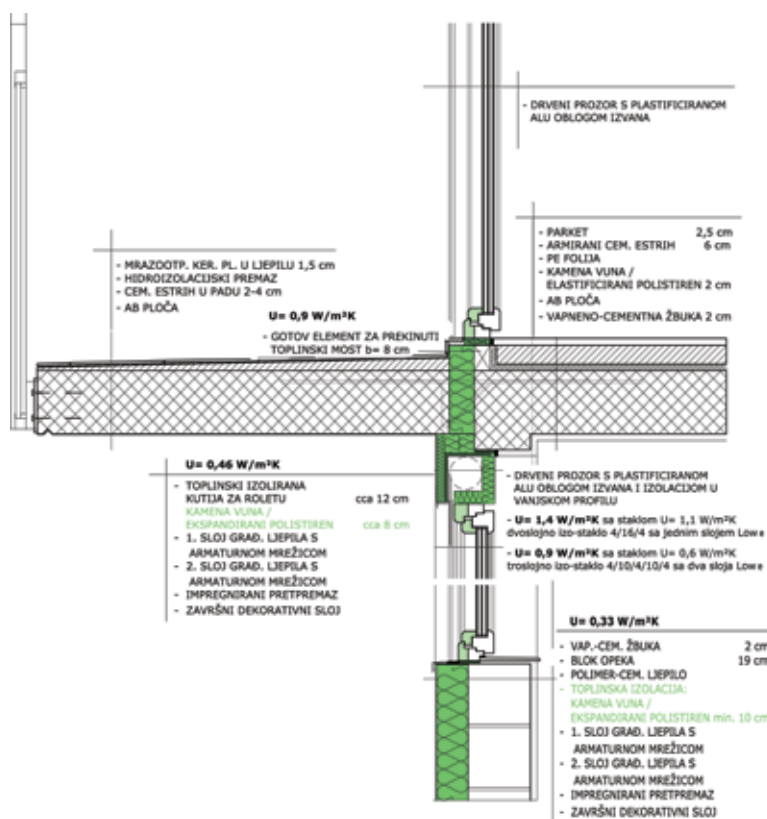 - DRVENI PROZOR S PLASTIFICIRANOM
ALU OBLOGOM IZVANA
- MRAZOOTP. KER. PL. U LJEPILU 1,5 cm
- HIDROIZOLACIJSKI PREMAZ
- CEM. ESTRIH U PADU 2-4 cm
- AB PLOČA
U= 0,9 W/m²K
- GOTOV ELEMENT ZA PREKINUTI
TOPLINSKI MOST b= 8 cm
- PARKET 2,5 cm
- ARMIRANI CEM. ESTRIH 6 cm
- PE FOLIJA
- KAMENA VUNA /
ELASTIFICIRANI POLISTIREN 2 cm
- AB PLOČA
- VAPNENO-CEMENTNA ŽBUKA 2 cm
U= 0,46 W/m²K
- TOPLINSKI IZOLIRANA
KUTIJA ZA ROLETU cca 12 cm
KAMENA VUNA /
EKSPANDIRANI POLISTIREN cca 8 cm
- 1. SLOJ GRAĐ. LJEPILA S
ARMATURNOM MREŽICOM
- 2. SLOJ GRAĐ. LJEPILA S
ARMATURNOM MREŽICOM
- IMPREGNIRANI PRETPREMAZ
- ZAVRŠNI DEKORATIVNI SLOJ
- DRVENI PROZOR S PLASTIFICIRANOM
ALU OBLOGOM IZVANA I IZOLACIJOM U
VANJSKOM PROFILU
- U= 1,4 W/m²K sa staklom U= 1,1 W/m²K
dvoslojno izo-staklo 4/16/4 sa jednim slojem Low e
- U= 0,9 W/m²K sa staklom U= 0,6 W/m²K
troslojno izo-staklo 4/10/4/10/4 sa dva sloja Low e
U= 0,33 W/m²K
- VAP.-CEM. ŽBUKA 2 cm
- BLOK OPEKA 19 cm
- POLIMER-CEM. LJEPILO
- TOPLINSKA IZOLACIJA:
KAMENA VUNA /
EKSPANDIRANI POLISTIREN min. 10 cm
- 1. SLOJ GRAĐ. LJEPILA S
ARMATURNOM MREŽICOM
- 2. SLOJ GRAĐ. LJEPILA S
ARMATURNOM MREŽICOM
- IMPREGNIRANI PRETPREMAZ
- ZAVRŠNI DEKORATIVNI SLOJ